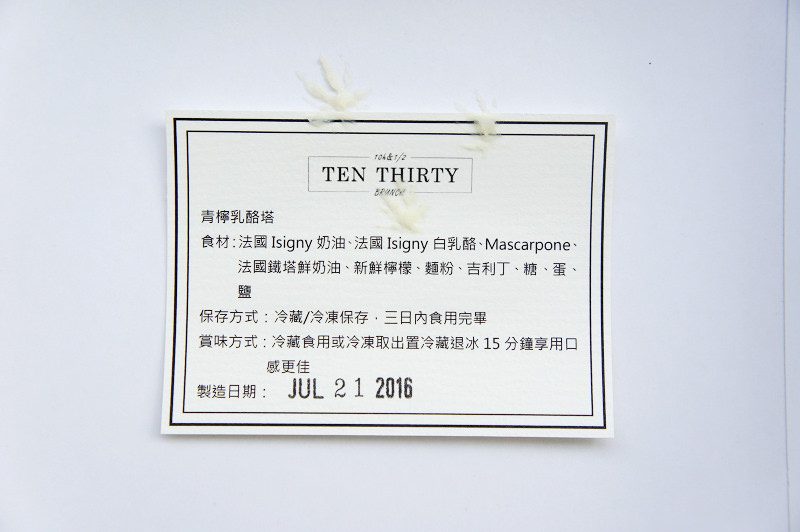 10h&1/2
TEN THIRTY
BRUNCH
青檸乳酪塔
食材:法國 Isigny 奶油、法國 Isigny 白乳酪、Mascarpone、
法國鐵塔鮮奶油、新鮮檸檬、麵粉、吉利丁、糖、蛋、
鹽
保存方式:冷藏/冷凍保存，三日內食用完畢
賞味方式:冷藏食用或冷凍取出置冷藏退冰 15 分鐘享用口
感更佳
製造日期: JUL 21 2016